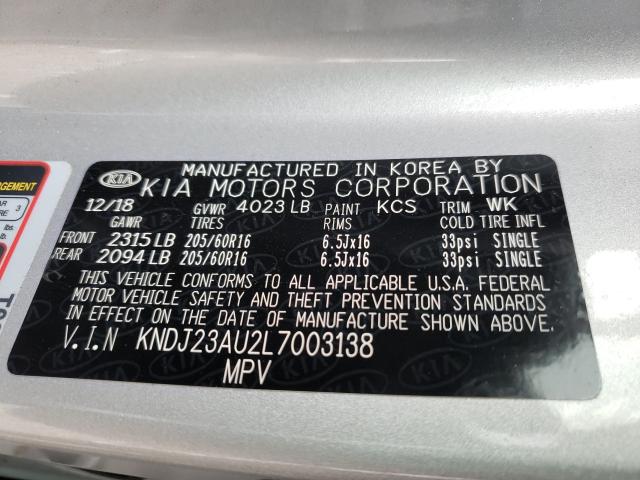 MANUFACTURED IN KOREA BY
KIA KIA MOTORS CORPORATION
12/18 GVWR 4023 LB PAINT KCS TRIM WK
GAWR TIRES RIMS COLD TIRE INFL
FRONT 2315 LB 205/60R16 6.5Jx16 33psi SINGLE
REAR 2094 LB 205/60R16 6.5Jx16 33psi SINGLE
THIS VEHICLE CONFORMS TO ALL APPLICABLE U.S.A. FEDERAL
MOTOR VEHICLE SAFETY AND THEFT PREVENTION STANDARDS
IN EFFECT ON THE DATE OF MANUFACTURE SHOWN ABOVE.
V.I.N KNDJ23AU2L7003138
MPV
3
lbs.
lbs.